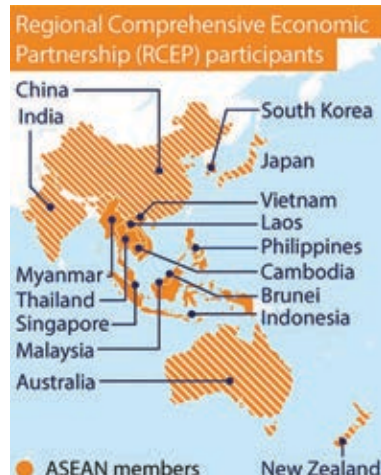 Regional Comprehensive Economic
Partnership (RCEP) participants
China
India
South Korea
Japan
Vietnam
Laos
Philippines
Cambodia
Brunei
Indonesia
Myanmar
Thailand
Singapore
Malaysia
Australia
ASEAN members
New Zealand